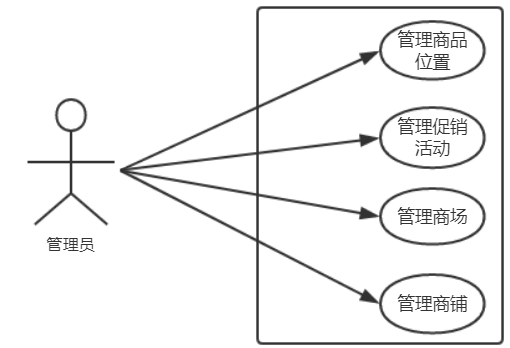 管理商品
位置
管理促销
活动
管理商场
管理员
管理商铺